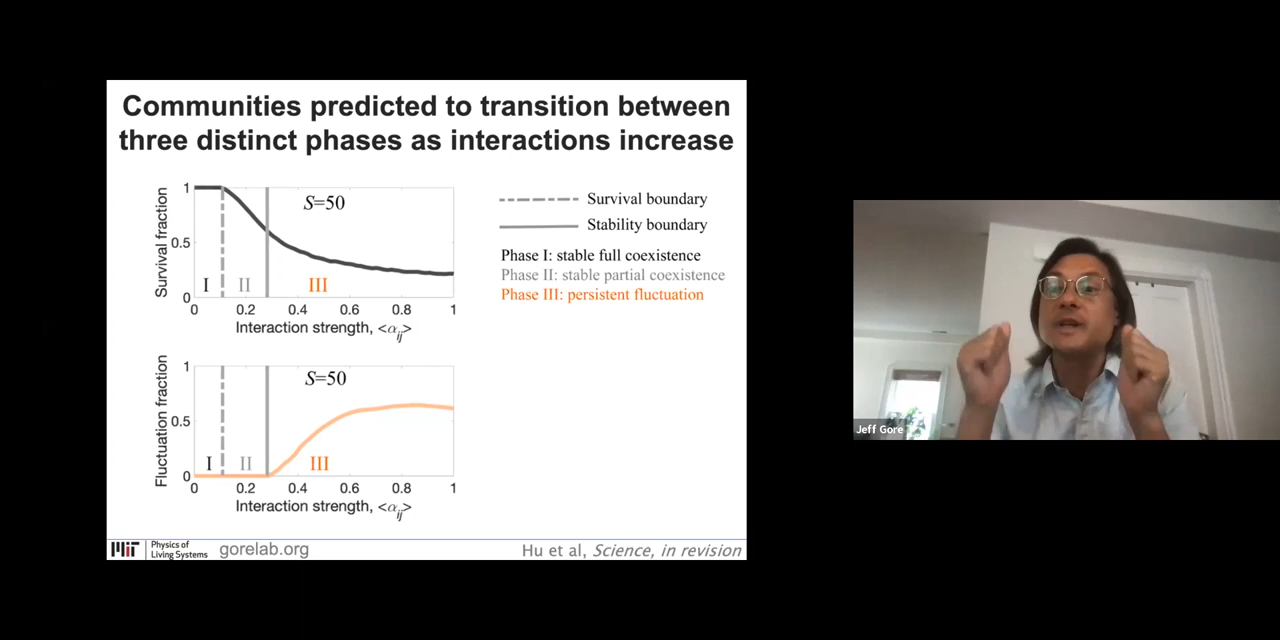 Communities predicted to transition between
three distinct phases as interactions increase
Survival fraction
1
0.5
0
S=50
I
II
III
0
0.2
0.4
0.6
0.8
1
Interaction strength, <αij>
Survival boundary
Stability boundary
Phase I: stable full coexistence
Phase II: stable partial coexistence
Phase III: persistent fluctuation
Fluctuation fraction
1
0.5
0
S=50
I
II
III
0
0.2
0.4
0.6
0.8
1
Interaction strength, <αij>
MIT
Physics of
Living Systems
gorelab.org
Hu et al, Science, in revision
Jeff Gore